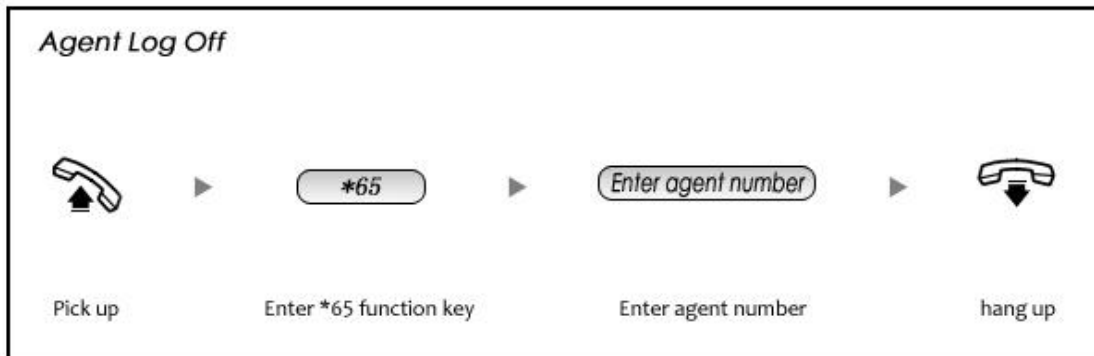 Agent Log Off
*65
Enter agent number
Pick up
Enter *65 function key
Enter agent number
hang up